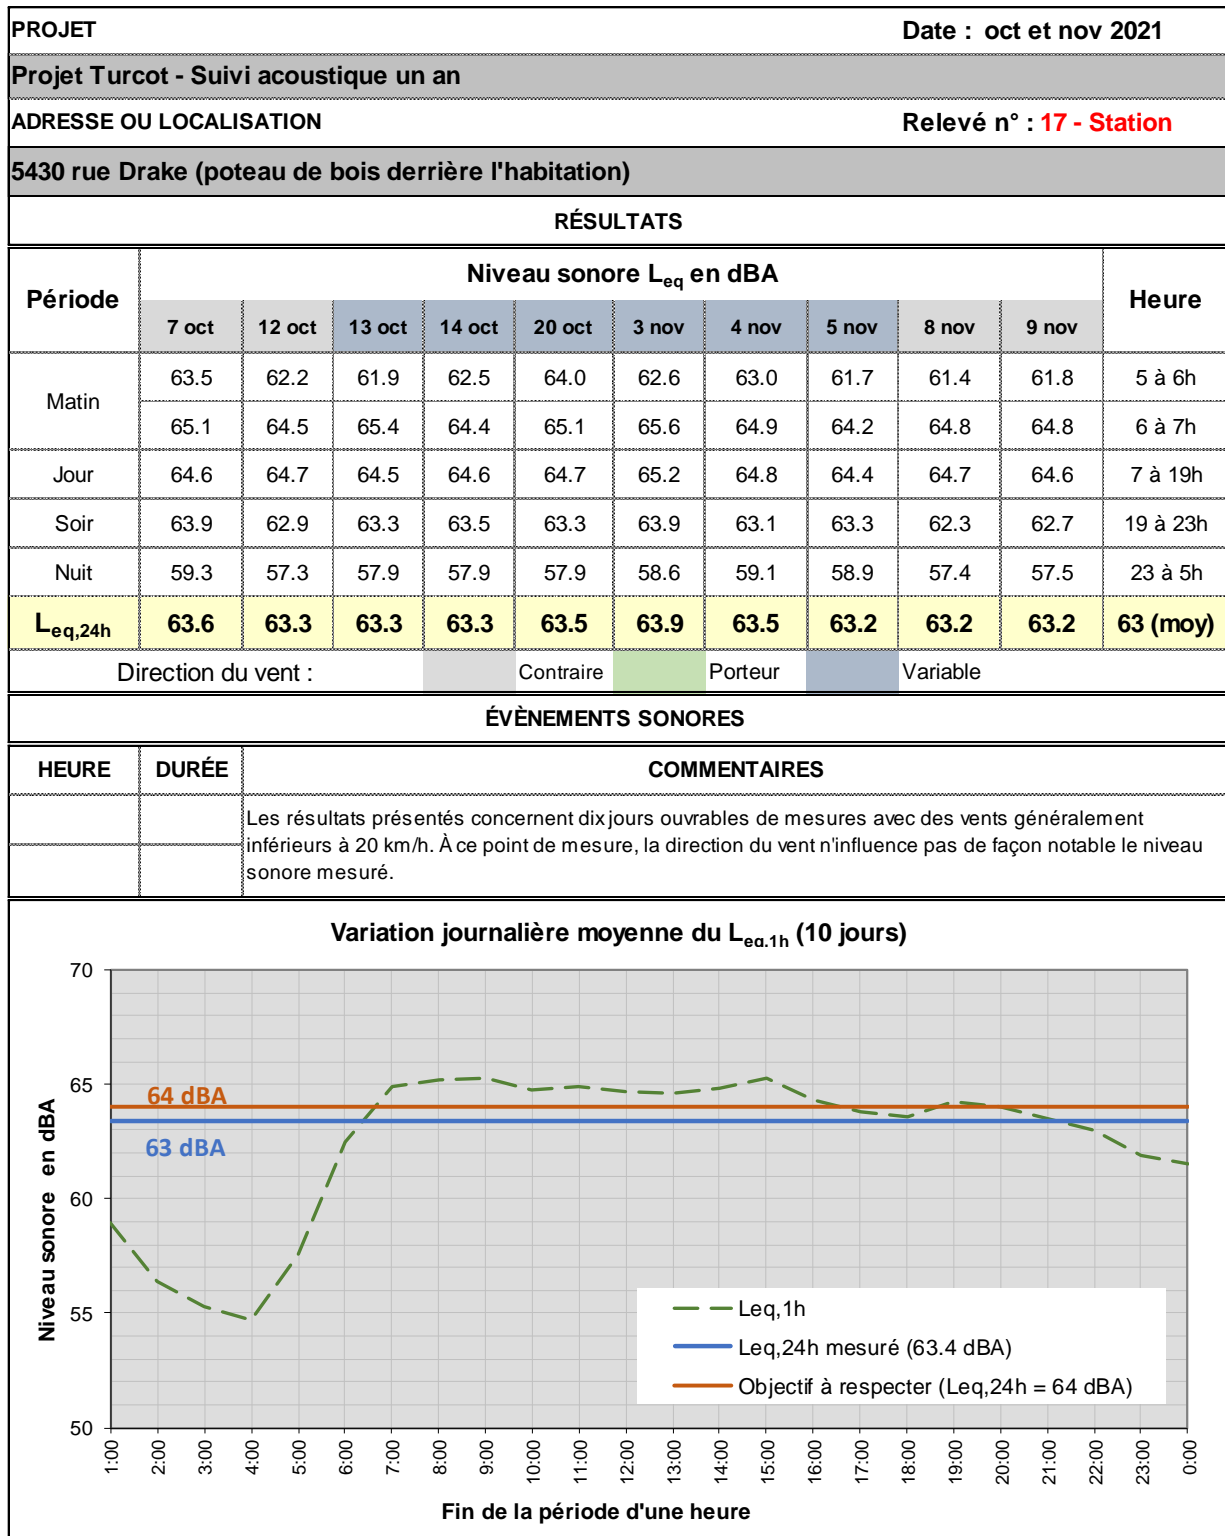 PROJET Date : oct et nov 2021
Projet Turcot - Suivi acoustique un an
ADRESSE OU LOCALISATION Relevé n° : 17 - Station
5430 rue Drake (poteau de bois derrière l'habitation)
RÉSULTATS
Période Niveau sonore Leq en dBA Heure
7 oct 12 oct 13 oct 14 oct 20 oct 3 nov 4 nov 5 nov 8 nov 9 nov
Matin 63.5 62.2 61.9 62.5 64.0 62.6 63.0 61.7 61.4 61.8 5 à 6h
65.1 64.5 65.4 64.4 65.1 65.6 64.9 64.2 64.8 64.8 6 à 7h
Jour 64.6 64.7 64.5 64.6 64.7 65.2 64.8 64.4 64.7 64.6 7 à 19h
Soir 63.9 62.9 63.3 63.5 63.3 63.9 63.1 63.3 62.3 62.7 19 à 23h
Nuit 59.3 57.3 57.9 57.9 57.9 58.6 59.1 58.9 57.4 57.5 23 à 5h
Leq,24h 63.6 63.3 63.3 63.3 63.5 63.9 63.5 63.2 63.2 63.2 63 (moy)
Direction du vent : Contraire Porteur Variable
ÉVÈNEMENTS SONORES
HEURE DURÉE COMMENTAIRES
Les résultats présentés concernent dix jours ouvrables de mesures avec des vents généralement
inférieurs à 20 km/h. À ce point de mesure, la direction du vent n'influence pas de façon notable le niveau
sonore mesuré.
Variation journalière moyenne du Leq,1h (10 jours)
Niveau sonore en dBA
70
65
60
55
50
64 dBA
63 dBA
Leq,1h
Leq,24h mesuré (63.4 dBA)
Objectif à respecter (Leq,24h = 64 dBA)
1:00 2:00 3:00 4:00 5:00 6:00 7:00 8:00 9:00 10:00 11:00 12:00 13:00 14:00 15:00 16:00 17:00 18:00 19:00 20:00 21:00 22:00 23:00 0:00
Fin de la période d'une heure